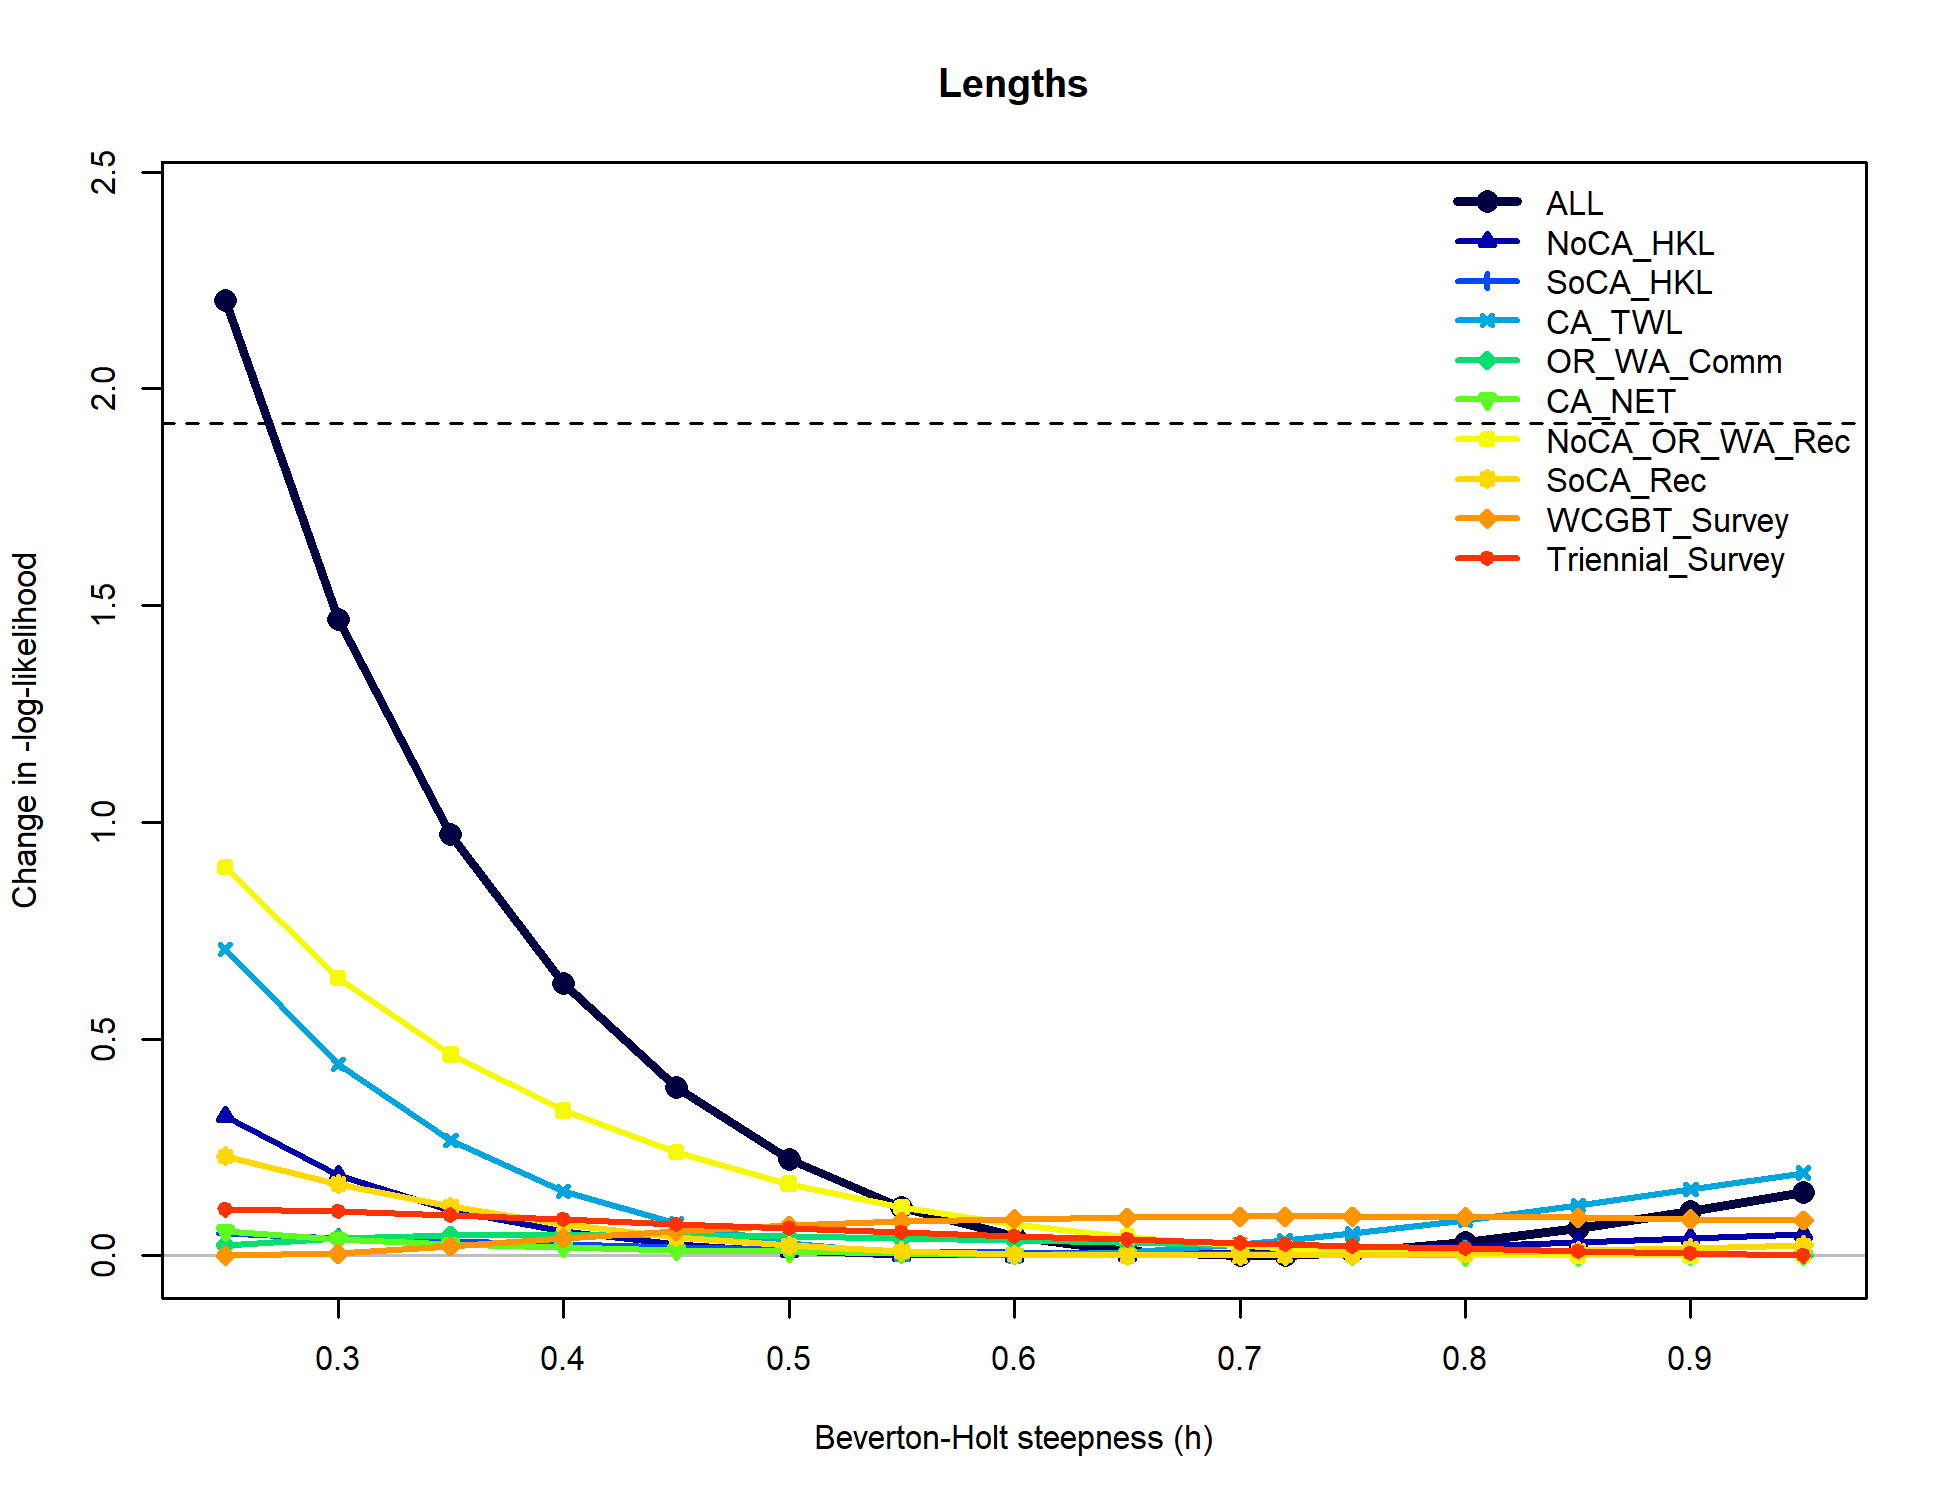 Lengths
Change in -log-likelihood
2.5
2.0
1.5
1.0
0.5
0.0
ALL
NoCA_HKL
SoCA_HKL
CA_TWL
OR_WA_Comm
CA_NET
NoCA_OR_WA_Rec
SoCA_Rec
WCGBT_Survey
Triennial_Survey
0.3 0.4 0.5 0.6 0.7 0.8 0.9
Beverton-Holt steepness (h)